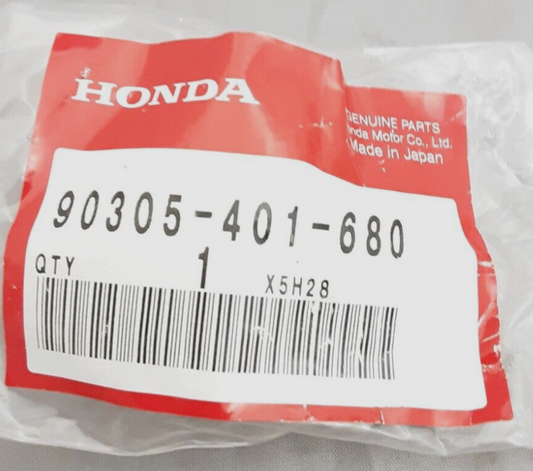 HONDA
GENUINE PARTS
Honda Motor Co., Ltd.
Made in Japan
90305-401-680
QTY 1 X5H28